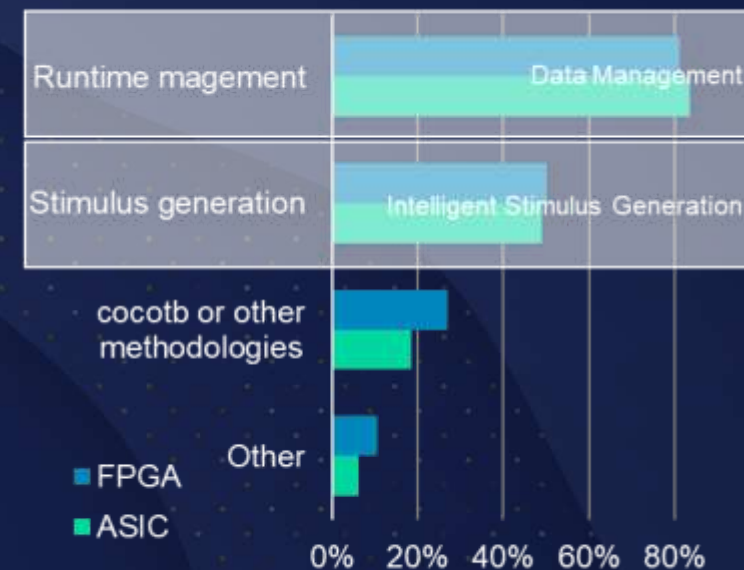 Runtime magement
Data Management
Stimulus generation
Intelligent Stimulus Generation
cocotb or other
methodologies
Other
FPGA
ASIC
0% 20% 40% 60% 80%